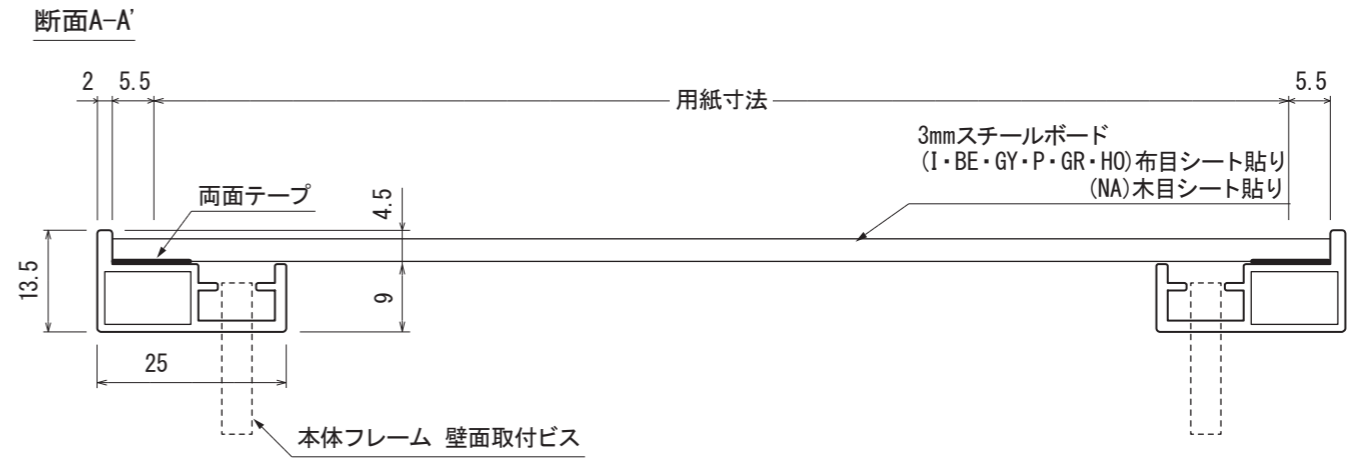 断面A-A'
2 5.5 用紙寸法 5.5
3mmスチールボード
(I・BE・GY・P・GR・HO)布目シート貼り
(NA)木目シート貼り
両面テープ
4.5
13.5
9
25
本体フレーム 壁面取付ビス